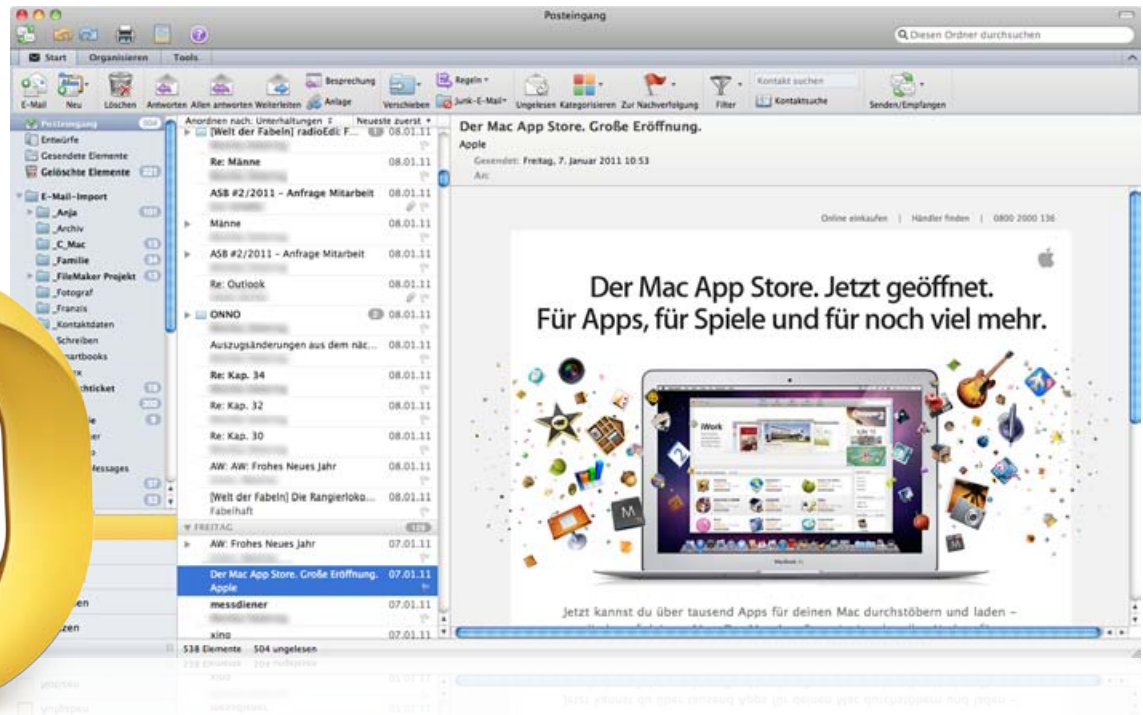 Posteingang
Diesen Ordner durchsuchen
Start Organisieren Tools
E-Mail Neu Löschen Antworten Allen antworten Weiterleiten Besprechung Anlage Verschieben Regeln Junk-E-Mail Ungelesen Kategorisieren Zur Nachverfolgung Filter Kontakt suchen Kontaktsuche Senden/Empfangen
Posteingang 504
Entwürfe
Gesendete Elemente
Gelöschte Elemente
E-Mail-Import
_Anja
_Archiv
_C_Mac
_Familie
_FileMaker Projekt
_Fotograf
_Franzis
_Kontaktdaten
Schreiben
martbooks
chticket
Anordnen nach: Unterhaltungen Neueste zuerst
[Welt der Fabeln] radioEdi: F... 1 08.01.11
Re: Männe 08.01.11
ASB #2/2011 – Anfrage Mitarbeit 08.01.11
Männe 08.01.11
ASB #2/2011 – Anfrage Mitarbeit 08.01.11
Re: Outlook 08.01.11
ONNO 2 08.01.11
Auszugsänderungen aus dem näc... 08.01.11
Re: Kap. 34 08.01.11
Re: Kap. 32 08.01.11
Re: Kap. 30 08.01.11
AW: AW: Frohes Neues Jahr 08.01.11
[Welt der Fabeln] Die Rangierloko... 08.01.11
Fabelhaft
FREITAG
AW: Frohes Neues Jahr 07.01.11
Der Mac App Store. Große Eröffnung. 07.01.11
Apple
messdiener 07.01.11
xing 07.01.11
538 Elemente 504 ungelesen
Der Mac App Store. Große Eröffnung.
Apple
Gesendet: Freitag, 7. Januar 2011 10:53
An:
Online einkaufen | Händler finden | 0800 2000 136
Der Mac App Store. Jetzt geöffnet.
Für Apps, für Spiele und für noch viel mehr.
iWork
MacBook Air
Jetzt kannst du über tausend Apps für deinen Mac durchstöbern und laden –